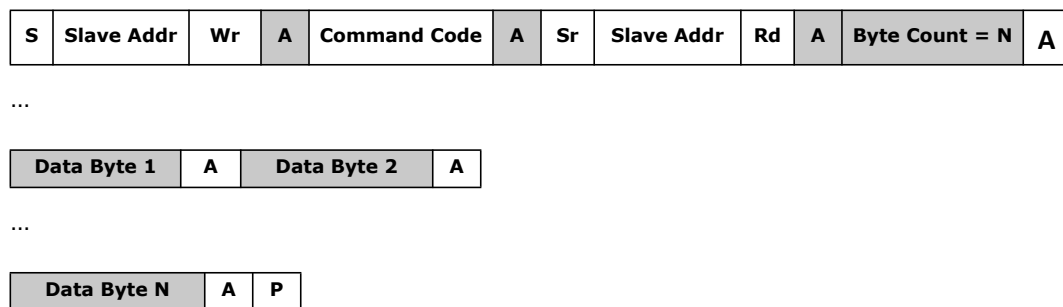 S Slave Addr Wr A Command Code A Sr Slave Addr Rd A Byte Count = N A
...
Data Byte 1 A Data Byte 2 A
...
Data Byte N A P